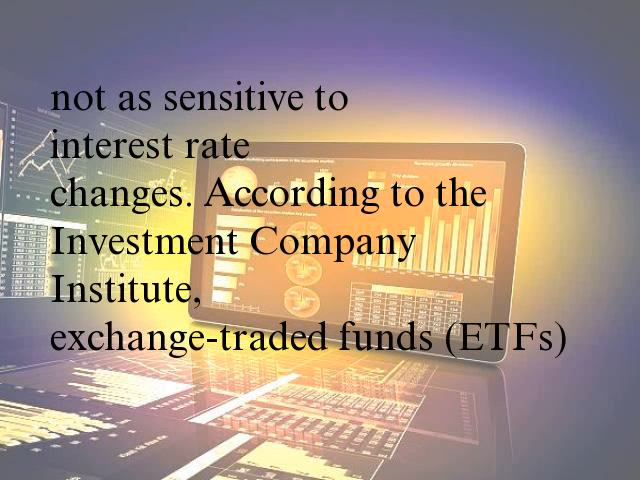 not as sensitive to
interest rate
changes. According to the
Investment Company
Institute,
exchange-traded funds (ETFs)